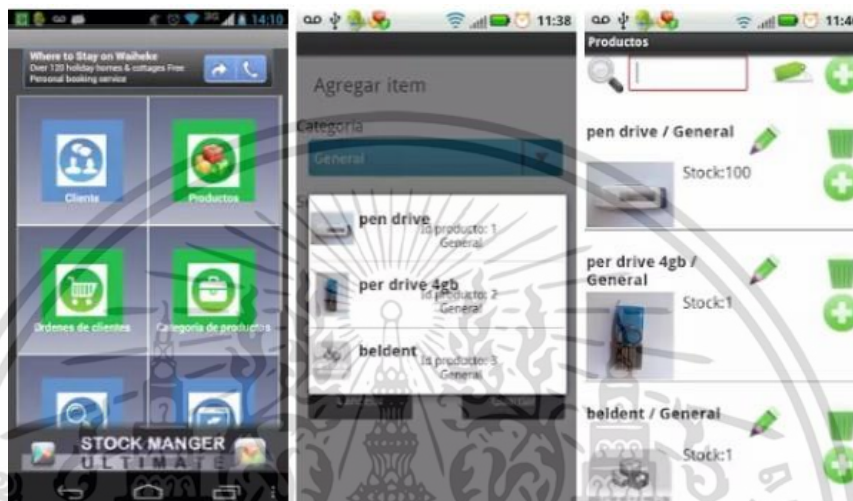 14:10
Where to Stay on Waiheke
Over 120 holiday homes & cottages Free
Personal booking service
Cliente
Productos
Ordenes de clientes
Categoria de productos
STOCK MANGER
ULTIMATE
11:38
Agregar item
Categoria
General
pen drive
Id producto: 1
General
per drive 4gb
Id producto: 2
General
beldent
Id producto: 3
General
11:40
Productos
pen drive / General
Stock:100
per drive 4gb /
General
Stock:1
beldent / General
Stock:1